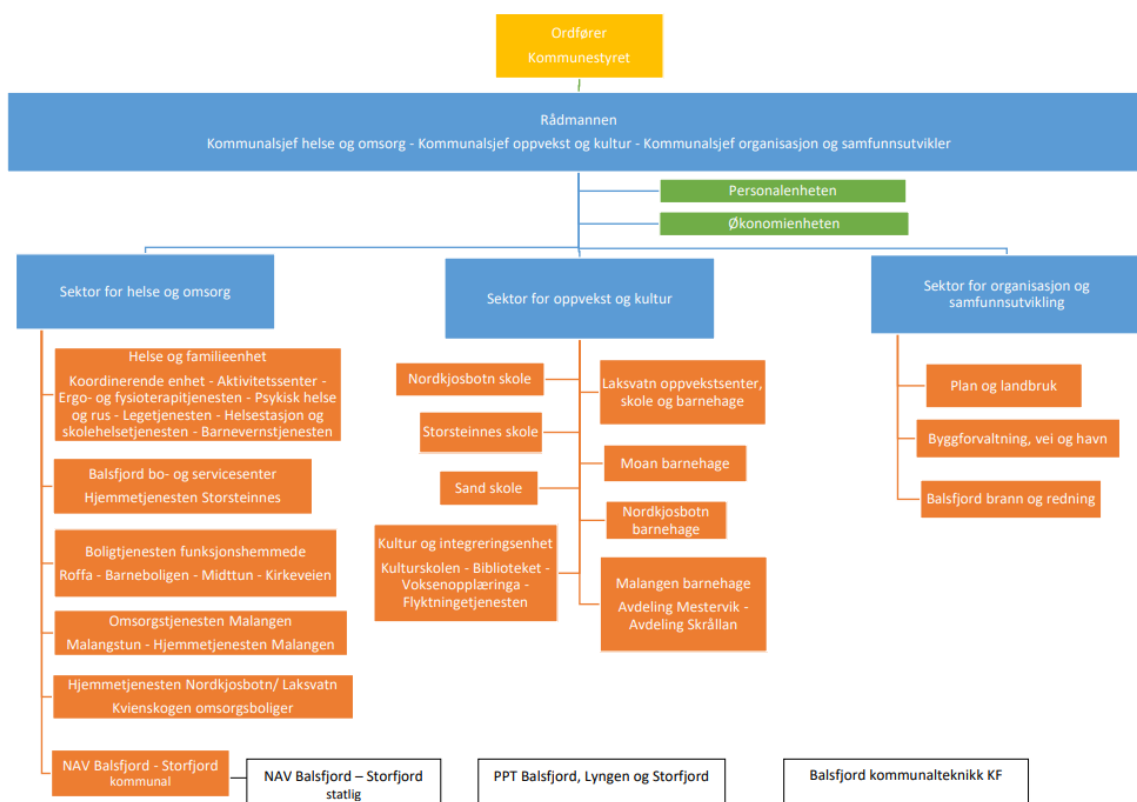 Ordfører
Kommunestyret
Rådmannen
Kommunalsjef helse og omsorg - Kommunalsjef oppvekst og kultur - Kommunalsjef organisasjon og samfunnsutvikler
Personalenheten
Økonomienheten
Sektor for helse og omsorg
Helse og familieenhet
Koordinerende enhet - Aktivitetssenter -
Ergo- og fysioterapitjenesten - Psykisk helse
og rus - Legetjenesten - Helsestasjon og
skolehelsetjenesten - Barnevernstjenesten
Balsfjord bo- og servicesenter
Hjemmetjenesten Storsteinnes
Boligtjenesten funksjonshemmede
Roffa - Barneboligen - Midttun - Kirkeveien
Omsorgstjenesten Malangen
Malangstun - Hjemmetjenesten Malangen
Hjemmetjenesten Nordkjosbotn/ Laksvatn
Kvienskogen omsorgsboliger
NAV Balsfjord - Storfjord
kommunal
NAV Balsfjord – Storfjord
statlig
Sektor for oppvekst og kultur
Nordkjosbotn skole
Storsteinnes skole
Sand skole
Kultur og integreringsenhet
Kulturskolen - Biblioteket -
Voksenopplæringa -
Flyktningetjenesten
Laksvatn oppvekstsenter,
skole og barnehage
Moan barnehage
Nordkjosbotn
barnehage
Malangen barnehage
Avdeling Mestervik -
Avdeling Skrållan
PPT Balsfjord, Lyngen og Storfjord
Sektor for organisasjon og
samfunnsutvikling
Plan og landbruk
Byggforvaltning, vei og havn
Balsfjord brann og redning
Balsfjord kommunalteknikk KF